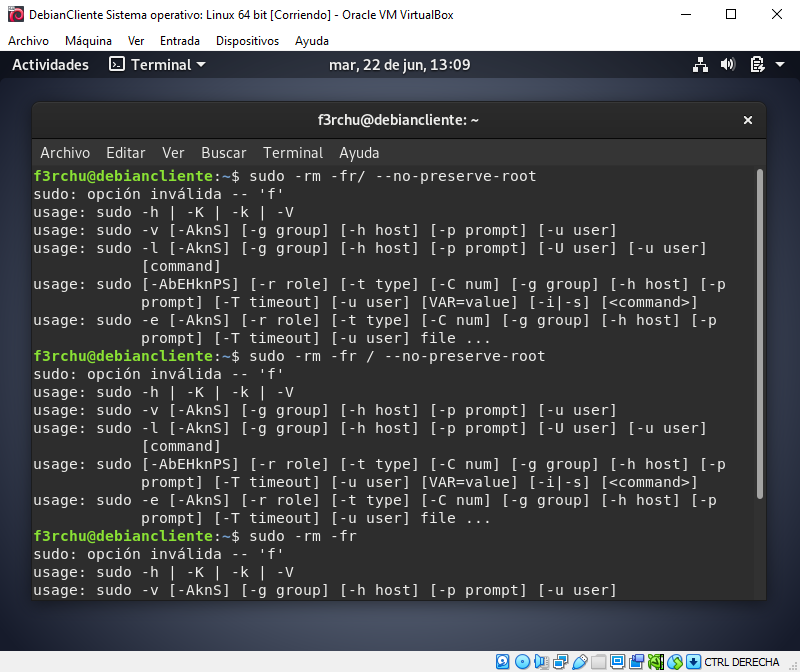 DebianCliente Sistema operativo: Linux 64 bit [Corriendo] - Oracle VM VirtualBox
Archivo Máquina Ver Entrada Dispositivos Ayuda
Actividades Terminal mar, 22 de jun, 13:09
f3rchu@debiancliente: ~
Archivo Editar Ver Buscar Terminal Ayuda
f3rchu@debiancliente:~$ sudo -rm -fr/ --no-preserve-root
sudo: opción inválida -- 'f'
usage: sudo -h | -K | -k | -V
usage: sudo -v [-AknS] [-g group] [-h host] [-p prompt] [-u user]
usage: sudo -l [-AknS] [-g group] [-h host] [-p prompt] [-U user] [-u user]
[command]
usage: sudo [-AbEHknPS] [-r role] [-t type] [-C num] [-g group] [-h host] [-p
prompt] [-T timeout] [-u user] [VAR=value] [-i|-s] [<command>]
usage: sudo -e [-AknS] [-r role] [-t type] [-C num] [-g group] [-h host] [-p
prompt] [-T timeout] [-u user] file ...
f3rchu@debiancliente:~$ sudo -rm -fr / --no-preserve-root
sudo: opción inválida -- 'f'
usage: sudo -h | -K | -k | -V
usage: sudo -v [-AknS] [-g group] [-h host] [-p prompt] [-u user]
usage: sudo -l [-AknS] [-g group] [-h host] [-p prompt] [-U user] [-u user]
[command]
usage: sudo [-AbEHknPS] [-r role] [-t type] [-C num] [-g group] [-h host] [-p
prompt] [-T timeout] [-u user] [VAR=value] [-i|-s] [<command>]
usage: sudo -e [-AknS] [-r role] [-t type] [-C num] [-g group] [-h host] [-p
prompt] [-T timeout] [-u user] file ...
f3rchu@debiancliente:~$ sudo -rm -fr
sudo: opción inválida -- 'f'
usage: sudo -h | -K | -k | -V
usage: sudo -v [-AknS] [-g group] [-h host] [-p prompt] [-u user]
CTRL DERECHA